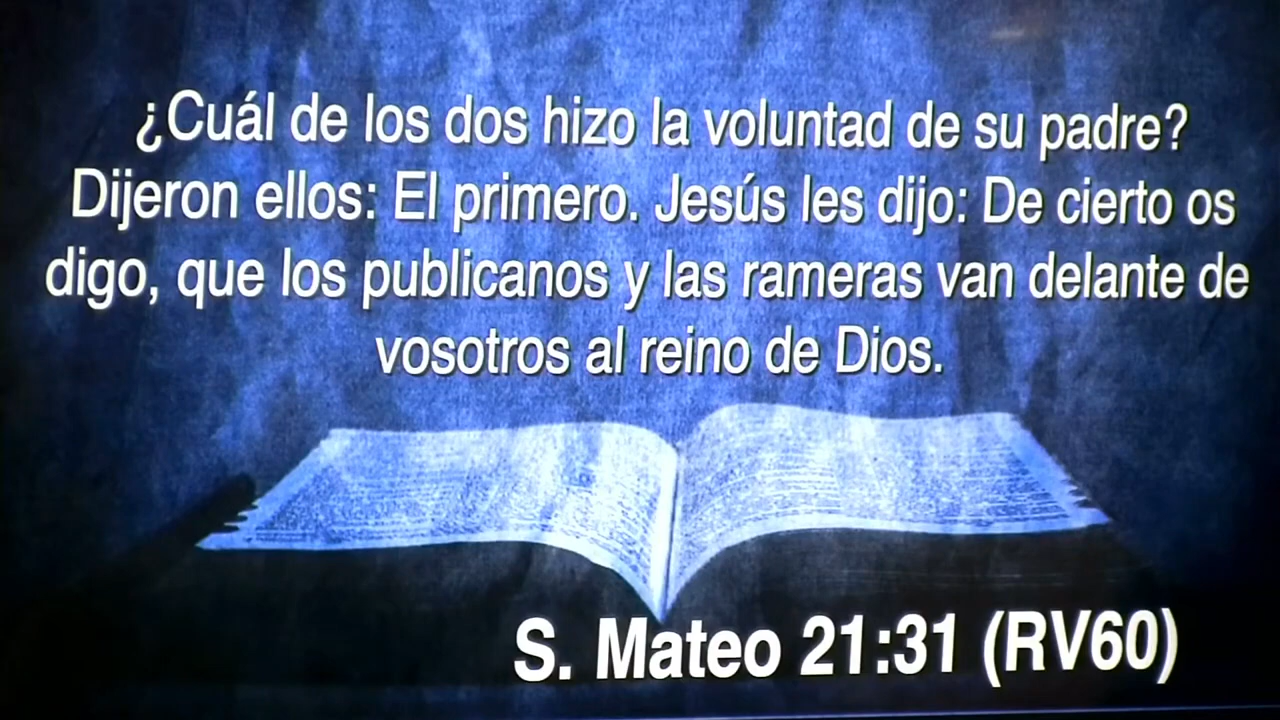 ¿Cuál de los dos hizo la voluntad de su padre?
Dijeron ellos: El primero. Jesús les dijo: De cierto os
digo, que los publicanos y las rameras van delante de
vosotros al reino de Dios.
S. Mateo 21:31 (RV60)